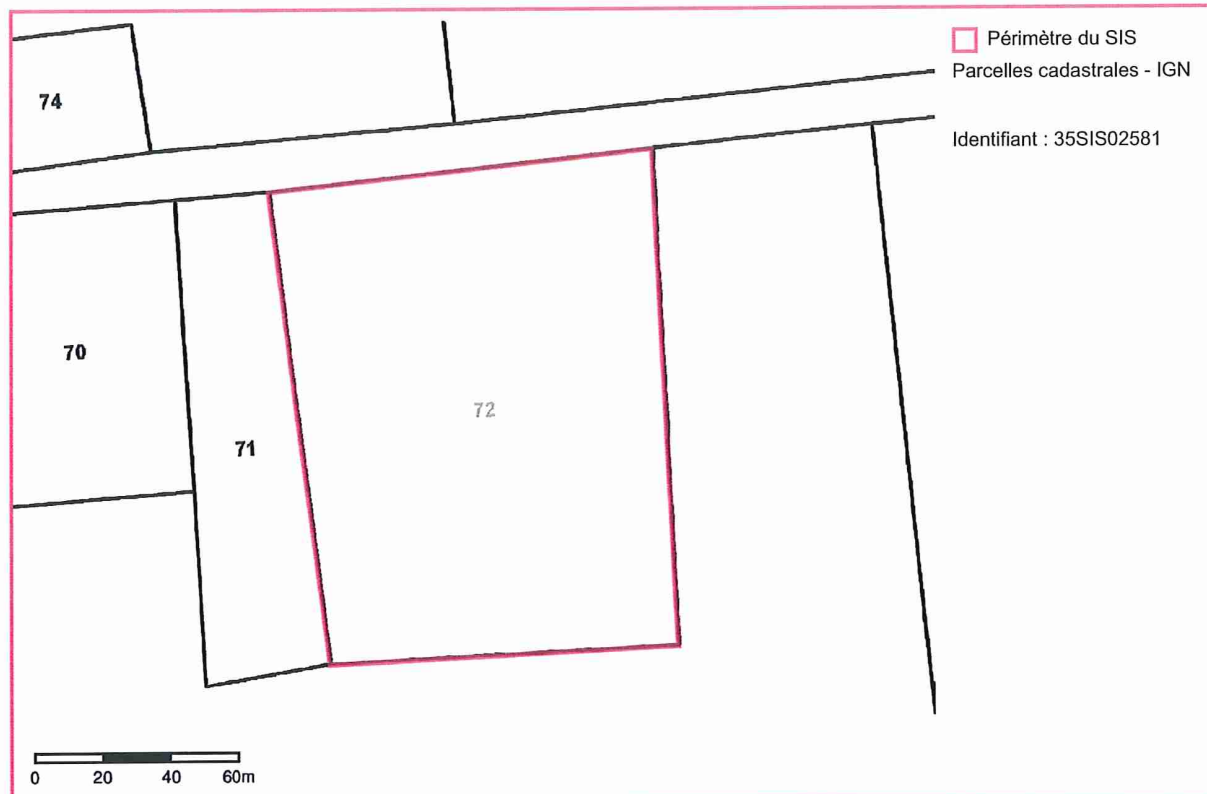 Périmètre du SIS
Parcelles cadastrales - IGN
Identifiant : 35SIS02581
74
70
71
72
0 20 40 60m